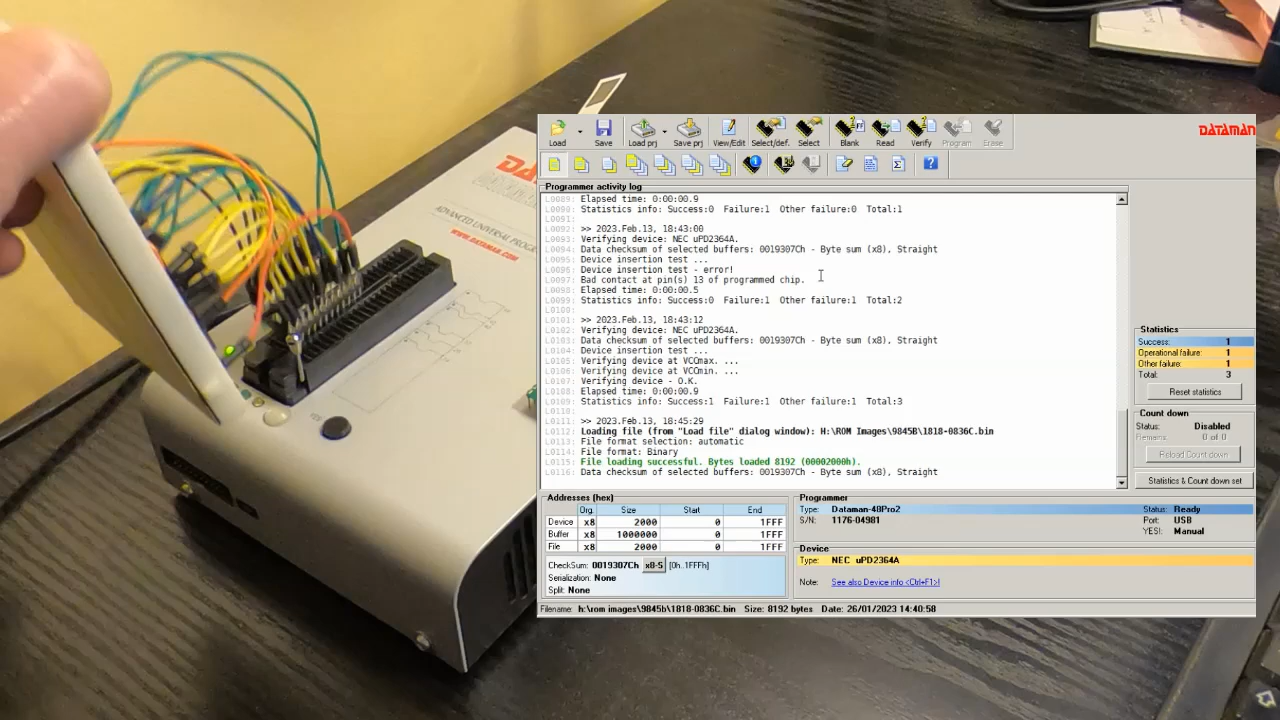 DATAMAN
ADVANCED UNIVERSAL PROG
WWW.DATAMAN.COM
YES!
Load
Save
Load prj
Save prj
View/Edit
Select/def.
Select
Blank
Read
Verify
Program
Erase
DATAMAN
Programmer activity log
L0089: Elapsed time: 0:00:00.9
L0090: Statistics info: Success:0 Failure:1 Other failure:0 Total:1
L0091:
L0092: >> 2023.Feb.13, 18:43:00
L0093: Verifying device: NEC uPD2364A.
L0094: Data checksum of selected buffers: 0019307Ch - Byte sum (x8), Straight
L0095: Device insertion test ...
L0096: Device insertion test - error!
L0097: Bad contact at pin(s) 13 of programmed chip.
L0098: Elapsed time: 0:00:00.5
L0099: Statistics info: Success:0 Failure:1 Other failure:1 Total:2
L0100:
L0101: >> 2023.Feb.13, 18:43:12
L0102: Verifying device: NEC uPD2364A.
L0103: Data checksum of selected buffers: 0019307Ch - Byte sum (x8), Straight
L0104: Device insertion test ...
L0105: Verifying device at VCCmax. ...
L0106: Verifying device at VCCmin. ...
L0107: Verifying device - O.K.
L0108: Elapsed time: 0:00:00.9
L0109: Statistics info: Success:1 Failure:1 Other failure:1 Total:3
L0110:
L0111: >> 2023.Feb.13, 18:45:29
L0112: Loading file (from "Load file" dialog window): H:\ROM Images\9845B\1818-0836C.bin
L0113: File format selection: automatic
L0114: File format: Binary
L0115: File loading successful. Bytes loaded 8192 (00002000h).
L0116: Data checksum of selected buffers: 0019307Ch - Byte sum (x8), Straight
Statistics
Success: 1
Operational failure: 1
Other failure: 1
Total: 3
Reset statistics
Count down
Status: Disabled
Remains: 0 of 0
Reload Count down
Statistics & Count down set
Addresses (hex)
Org. Size Start End
Device x8 2000 0 1FFF
Buffer x8 1000000 0 1FFF
File x8 2000 0 1FFF
CheckSum: 0019307Ch x8-S [0h..1FFFh]
Serialization: None
Split: None
Programmer
Type: Dataman-48Pro2 Status: Ready
S/N: 1176-04981 Port: USB
YES!: Manual
Device
Type: NEC uPD2364A
Note: See also Device info <Ctrl+F1>!
Filename: h:\rom images\9845b\1818-0836C.bin Size: 8192 bytes Date: 26/01/2023 14:40:58